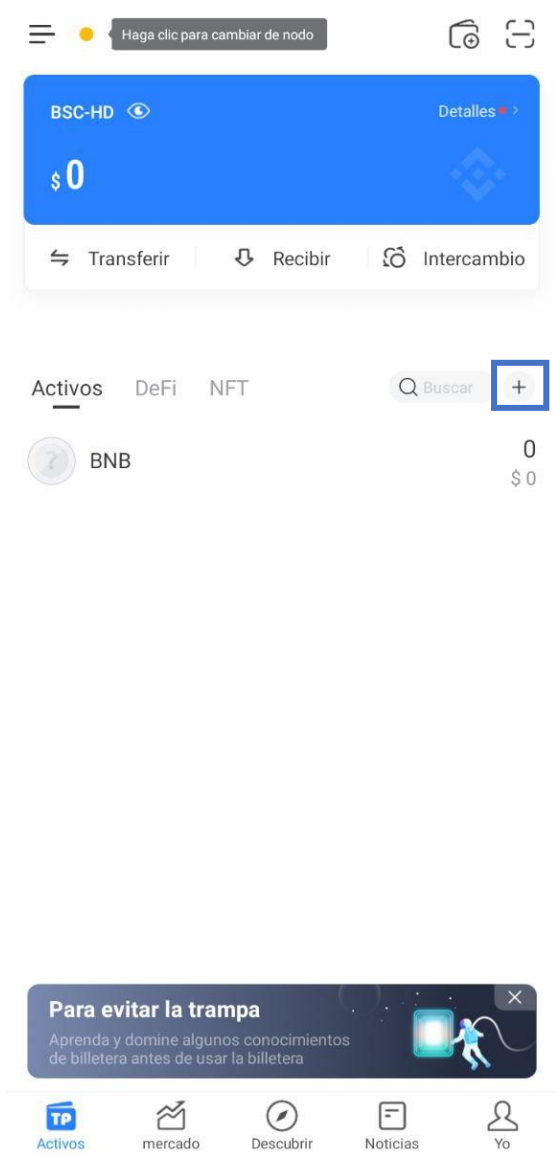 Haga clic para cambiar de nodo
BSC-HD
Detalles
$ 0
Transferir
Recibir
Intercambio
Activos
DeFi
NFT
Buscar
+
BNB
0
$ 0
Para evitar la trampa
Aprenda y domine algunos conocimientos
de billetera antes de usar la billetera
TP
Activos
mercado
Descubrir
Noticias
Yo